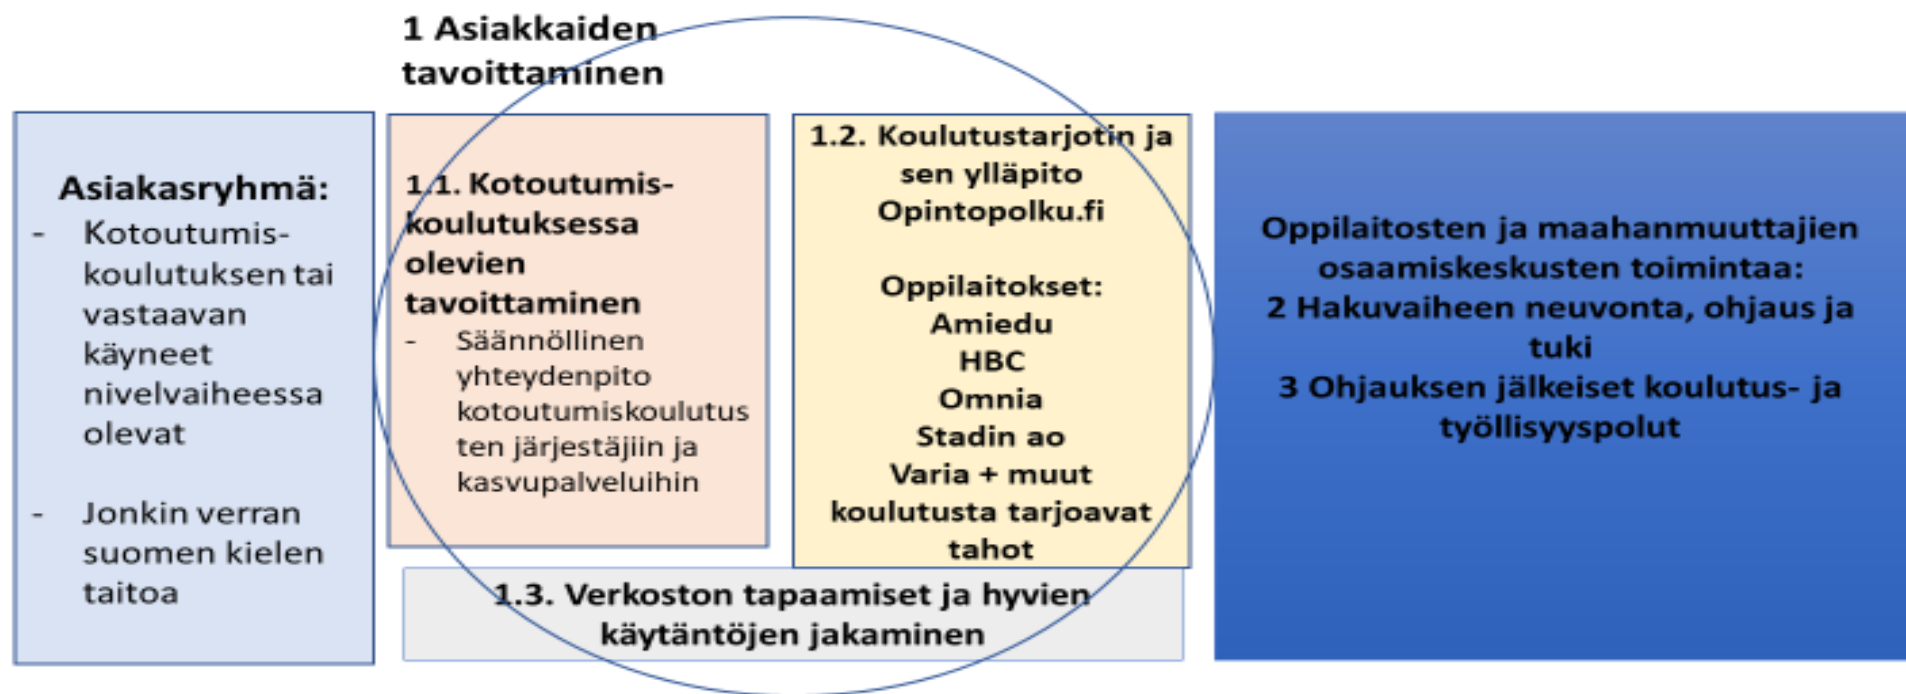 1 Asiakkaiden
tavoittaminen
Asiakasryhmä:
- Kotoutumis-
koulutuksen tai
vastaavan
käyneet
nivelvaiheessa
olevat
- Jonkin verran
suomen kielen
taitoa
1.1. Kotoutumis-
koulutuksessa
olevien
tavoittaminen
- Säännöllinen
yhteydenpito
kotoutumiskoulutus
ten järjestäjiin ja
kasvupalveluihin
1.2. Koulutustarjotin ja
sen ylläpito
Opintopolku.fi
Oppilaitokset:
Amiedu
HBC
Omnia
Stadin ao
Varia + muut
koulutusta tarjoavat
tahot
1.3. Verkoston tapaamiset ja hyvien
käytäntöjen jakaminen
Oppilaitosten ja maahanmuuttajien
osaamiskeskusten toimintaa:
2 Hakuvaiheen neuvonta, ohjaus ja
tuki
3 Ohjauksen jälkeiset koulutus- ja
työllisyyspolut